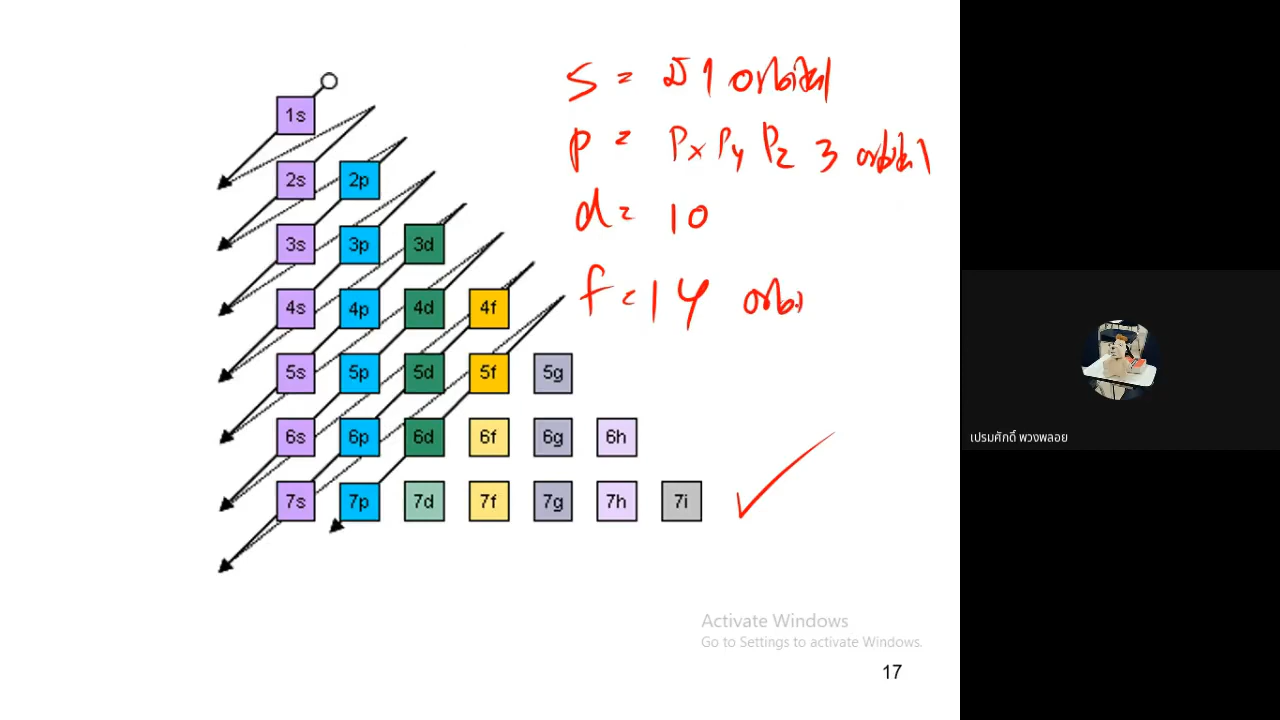 s = มี 1 orbital
p = Px Py Pz 3 orbital
d = 10
f = 14 orbi
1s
2s 2p
3s 3p 3d
4s 4p 4d 4f
5s 5p 5d 5f 5g
6s 6p 6d 6f 6g 6h
7s 7p 7d 7f 7g 7h 7i
เปรมศักดิ์ พวงพลอย
Activate Windows
Go to Settings to activate Windows.
17